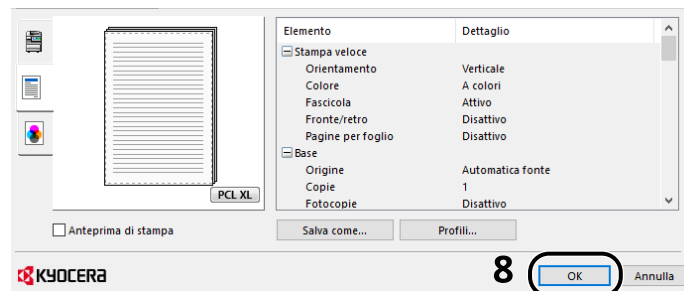 Elemento Dettaglio
Stampa veloce
Orientamento Verticale
Colore A colori
Fascicola Attivo
Fronte/retro Disattivo
Pagine per foglio Disattivo
Base
Origine Automatica fonte
Copie 1
Fotocopie Disattivo
PCL XL
Anteprima di stampa
Salva come... Profili...
KYOCERA
8 OK Annulla